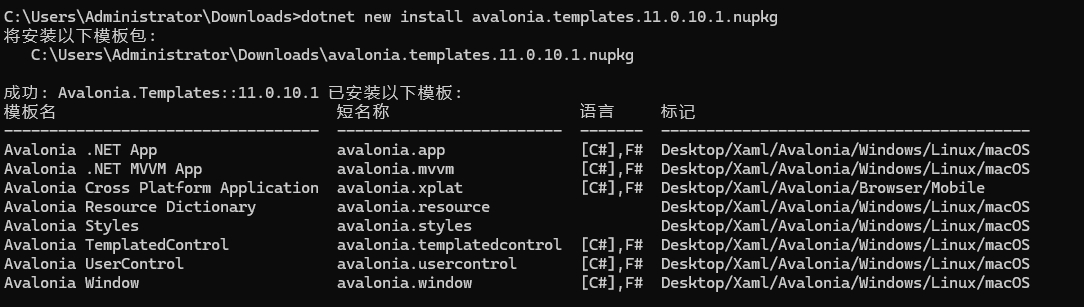 C:\Users\Administrator\Downloads>dotnet new install avalonia.templates.11.0.10.1.nupkg
将安装以下模板包:
   C:\Users\Administrator\Downloads\avalonia.templates.11.0.10.1.nupkg

成功: Avalonia.Templates::11.0.10.1 已安装以下模板:
模板名                               短名称                     语言     标记
-----------------------------------  -------------------------  -------  -----------------------------------------
Avalonia .NET App                    avalonia.app               [C#],F#  Desktop/Xaml/Avalonia/Windows/Linux/macOS
Avalonia .NET MVVM App               avalonia.mvvm              [C#],F#  Desktop/Xaml/Avalonia/Windows/Linux/macOS
Avalonia Cross Platform Application  avalonia.xplat             [C#],F#  Desktop/Xaml/Avalonia/Browser/Mobile
Avalonia Resource Dictionary         avalonia.resource                   Desktop/Xaml/Avalonia/Windows/Linux/macOS
Avalonia Styles                      avalonia.styles                     Desktop/Xaml/Avalonia/Windows/Linux/macOS
Avalonia TemplatedControl            avalonia.templatedcontrol  [C#],F#  Desktop/Xaml/Avalonia/Windows/Linux/macOS
Avalonia UserControl                 avalonia.usercontrol       [C#],F#  Desktop/Xaml/Avalonia/Windows/Linux/macOS
Avalonia Window                      avalonia.window            [C#],F#  Desktop/Xaml/Avalonia/Windows/Linux/macOS